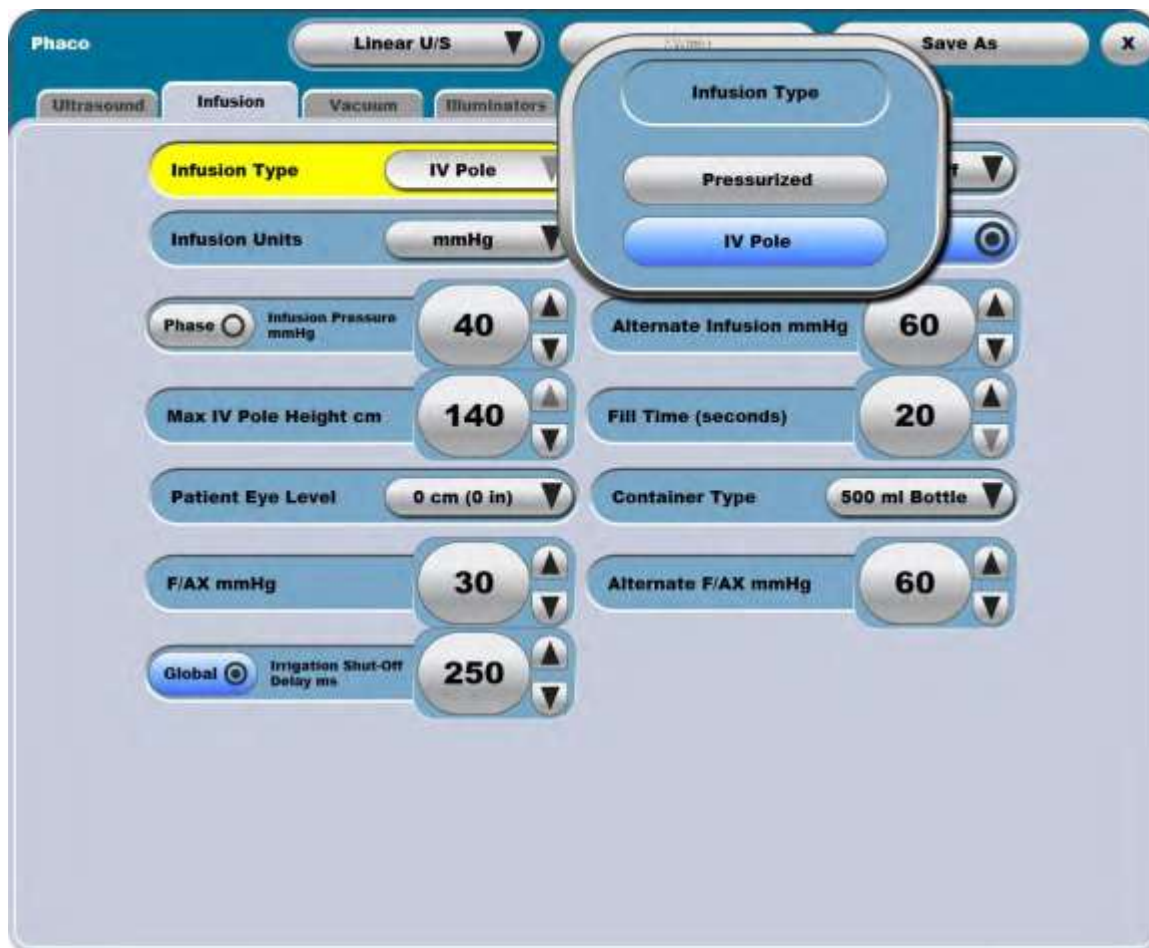 Phaco
Linear U/S
Save As
X
Ultrasound
Infusion
Vacuum
Illuminators
Infusion Type
Pressurized
IV Pole
Infusion Type
IV Pole
Infusion Units
mmHg
Phase
Infusion Pressure
mmHg
40
Alternate Infusion mmHg
60
Max IV Pole Height cm
140
Fill Time (seconds)
20
Patient Eye Level
0 cm (0 in)
Container Type
500 ml Bottle
F/AX mmHg
30
Alternate F/AX mmHg
60
Global
Irrigation Shut-Off
Delay ms
250